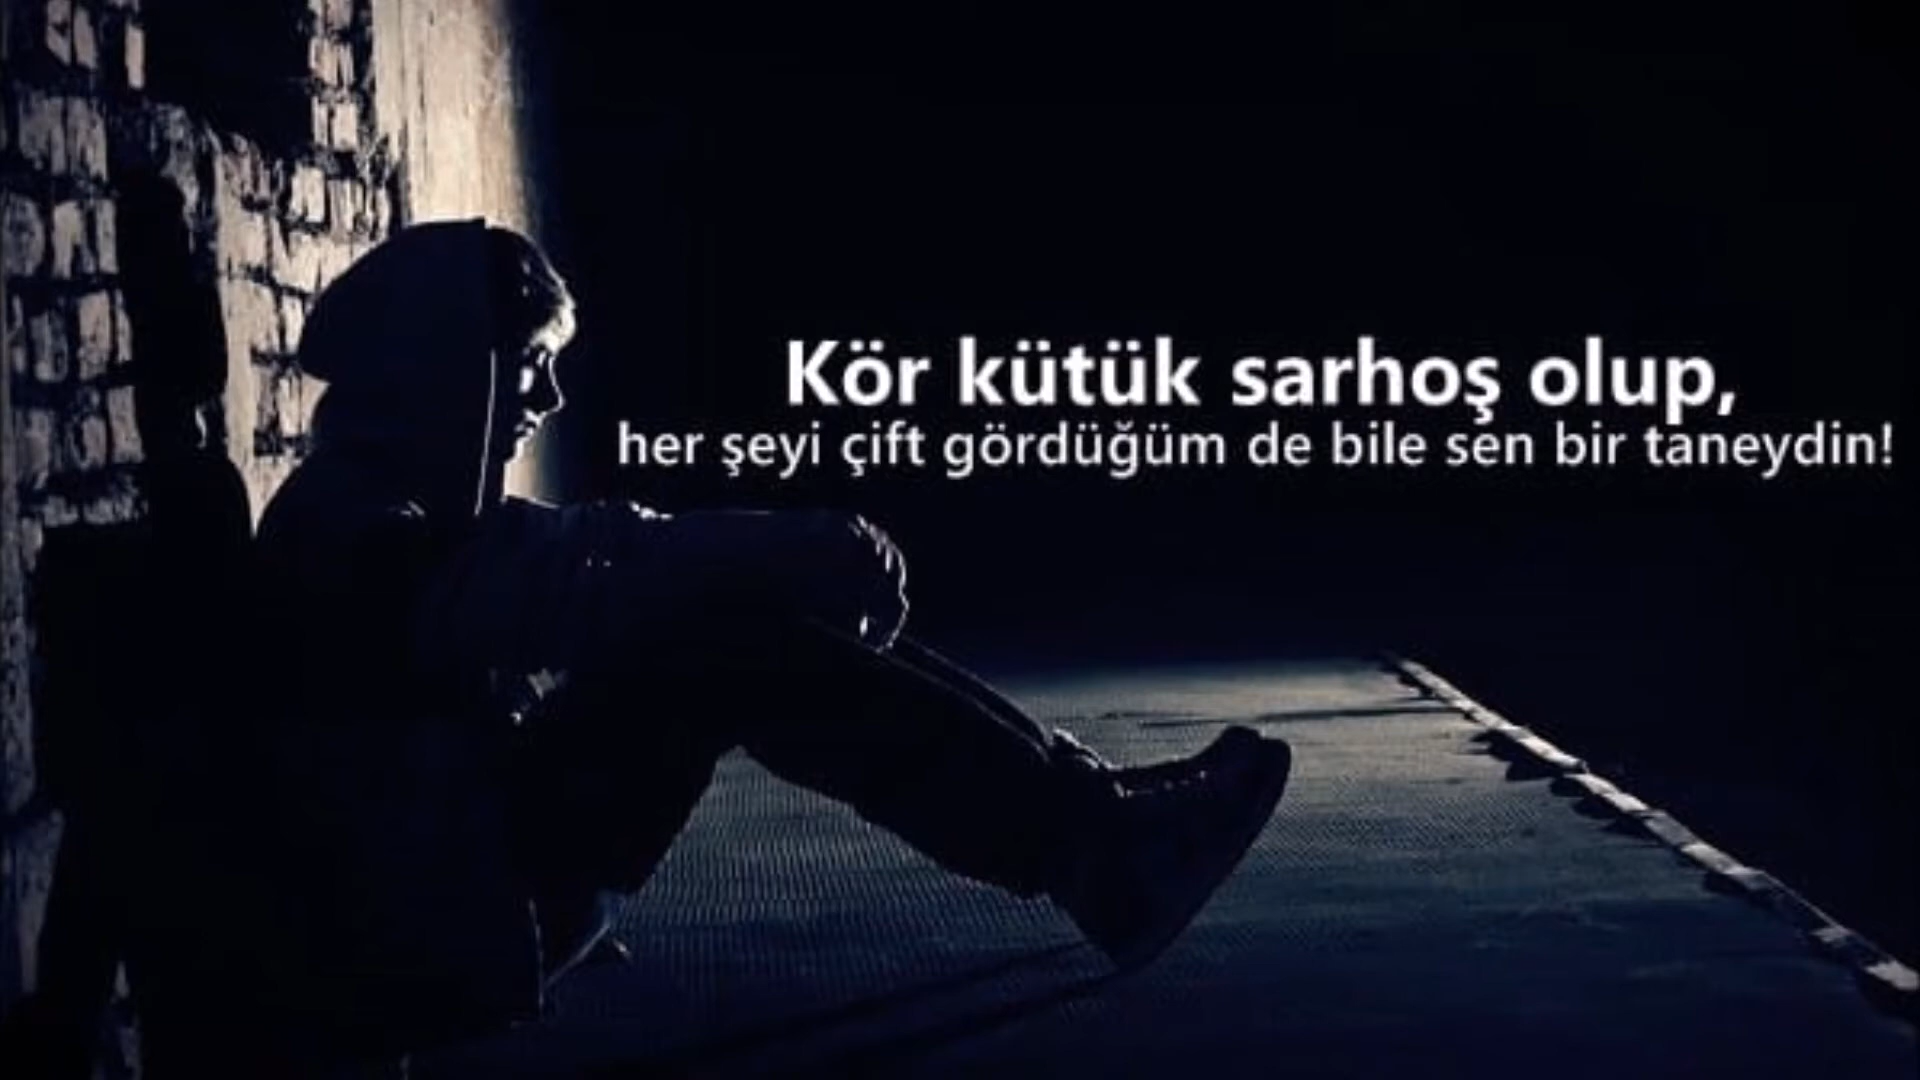 Kör kütük sarhoş olup,
her şeyi çift gördüğüm de bile sen bir taneydin!